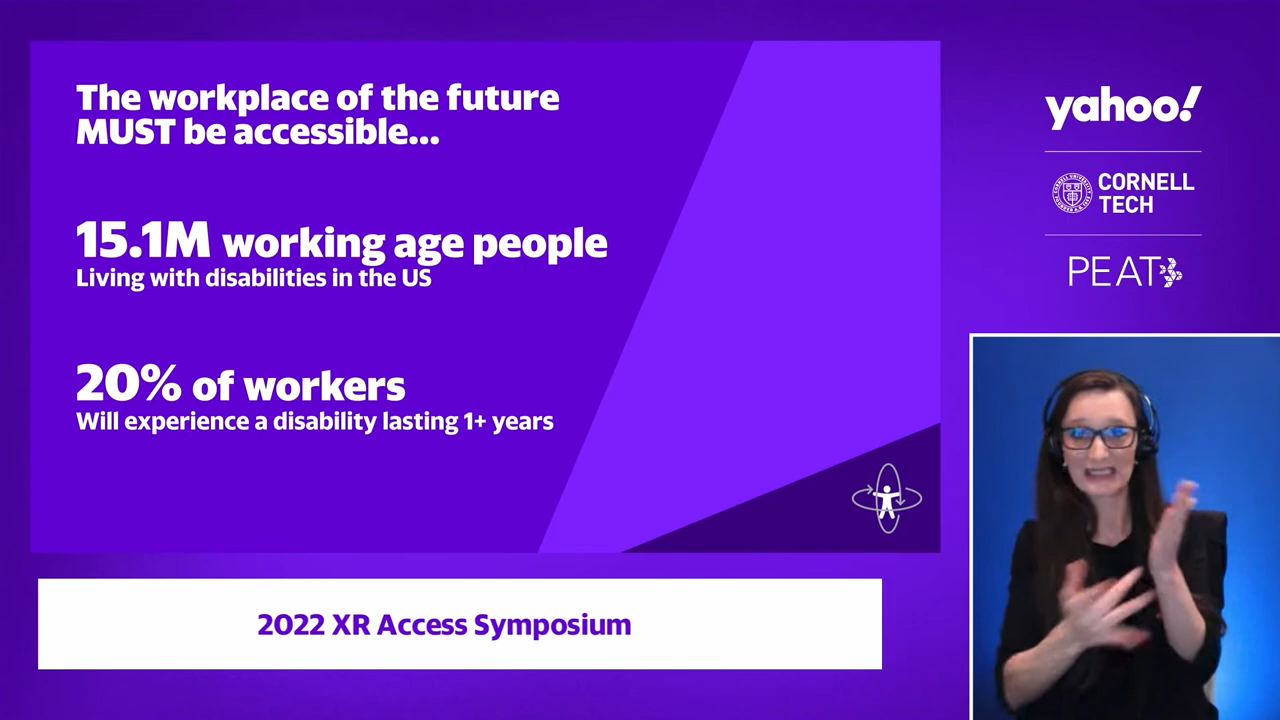 The workplace of the future
MUST be accessible...
15.1M working age people
Living with disabilities in the US
20% of workers
Will experience a disability lasting 1+ years
2022 XR Access Symposium
yahoo!
CORNELL
TECH
PEAT